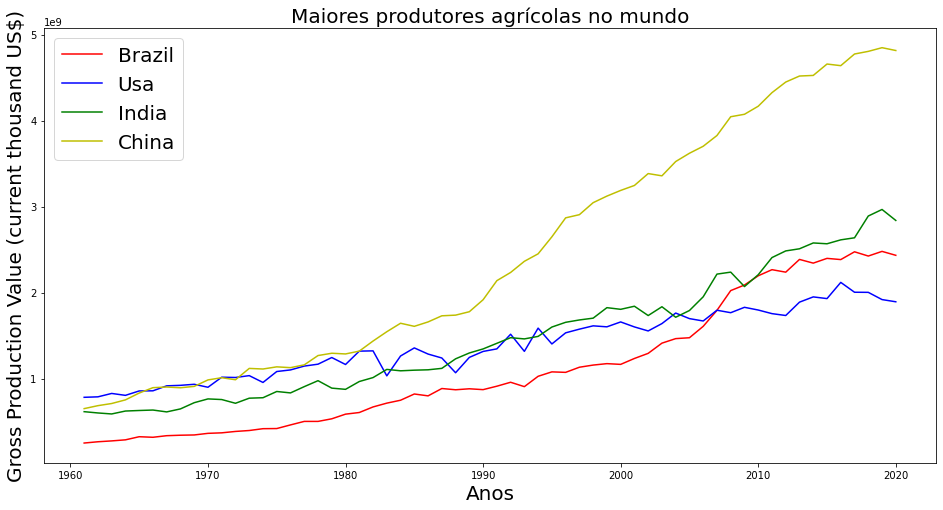 Maiores produtores agrícolas no mundo
1e9
Gross Production Value (current thousand US$)
5
4
3
2
1
Brazil
Usa
India
China
1960 1970 1980 1990 2000 2010 2020
Anos